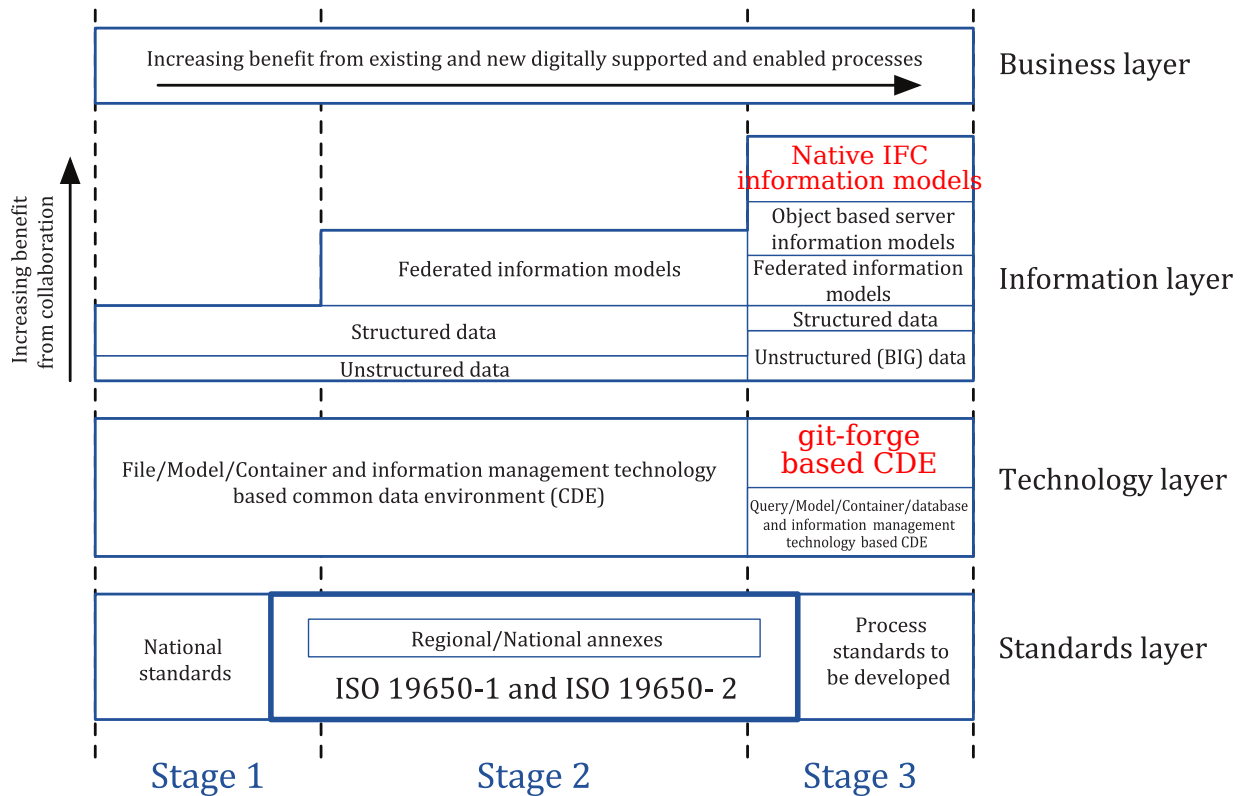 Increasing benefit from existing and new digitally supported and enabled processes
Business layer
Increasing benefit
from collaboration
Native IFC
information models
Object based server
information models
Federated information models
Federated information
models
Information layer
Structured data
Structured data
Unstructured data
Unstructured (BIG) data
File/Model/Container and information management technology
based common data environment (CDE)
git-forge
based CDE
Query/Model/Container/database
and information management
technology based CDE
Technology layer
National
standards
Regional/National annexes
ISO 19650-1 and ISO 19650- 2
Process
standards to
be developed
Standards layer
Stage 1
Stage 2
Stage 3